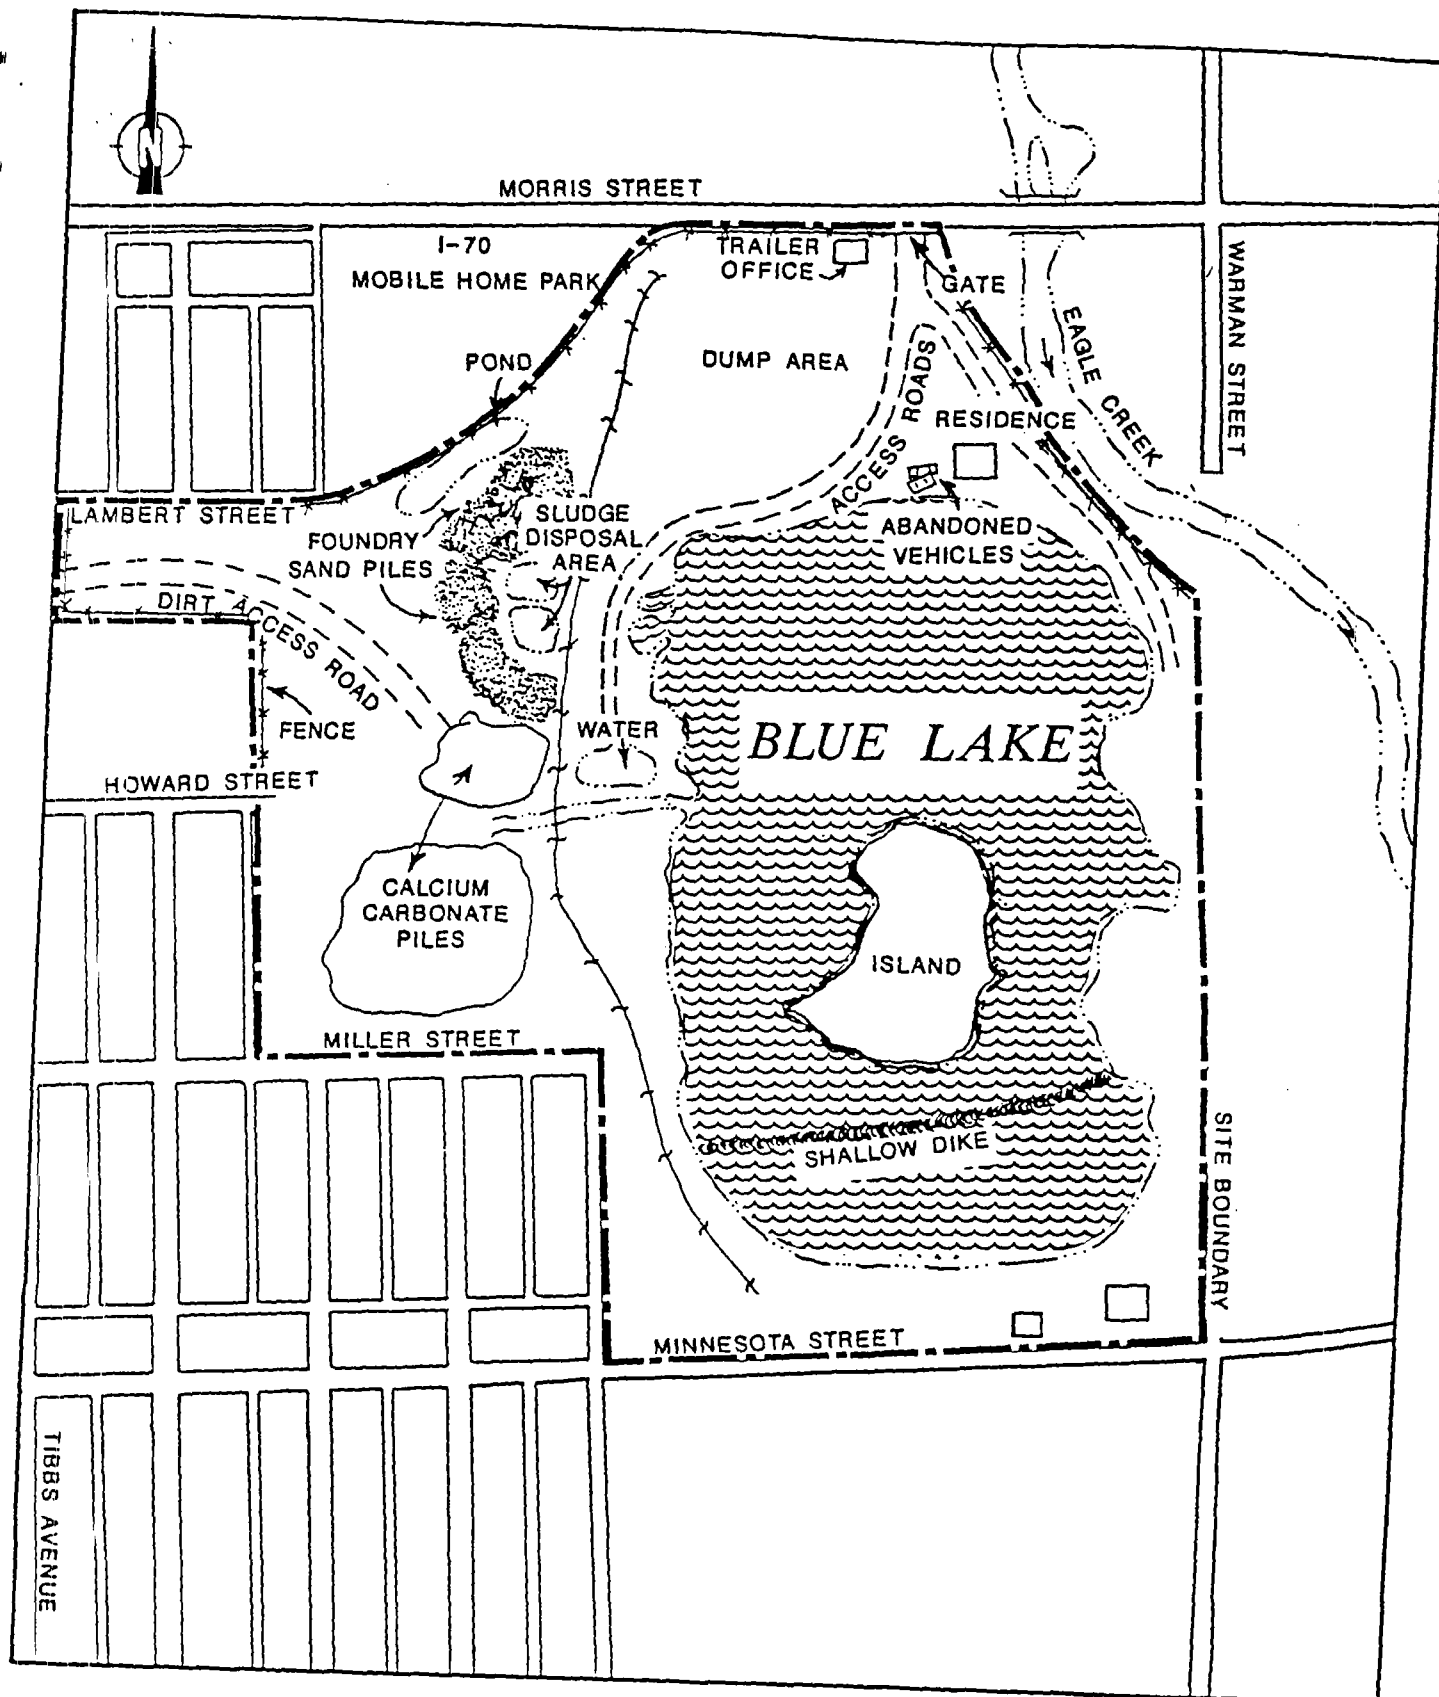 MORRIS STREET
I-70
MOBILE HOME PARK
TRAILER
OFFICE
GATE
WARMAN STREET
EAGLE CREEK
POND
DUMP AREA
ACCESS ROADS
RESIDENCE
LAMBERT STREET
FOUNDRY
SAND PILES
SLUDGE
DISPOSAL
AREA
ABANDONED
VEHICLES
DIRT ACCESS ROAD
FENCE
WATER
BLUE LAKE
HOWARD STREET
CALCIUM
CARBONATE
PILES
ISLAND
MILLER STREET
SHALLOW DIKE
SITE BOUNDARY
MINNESOTA STREET
TIBBS AVENUE